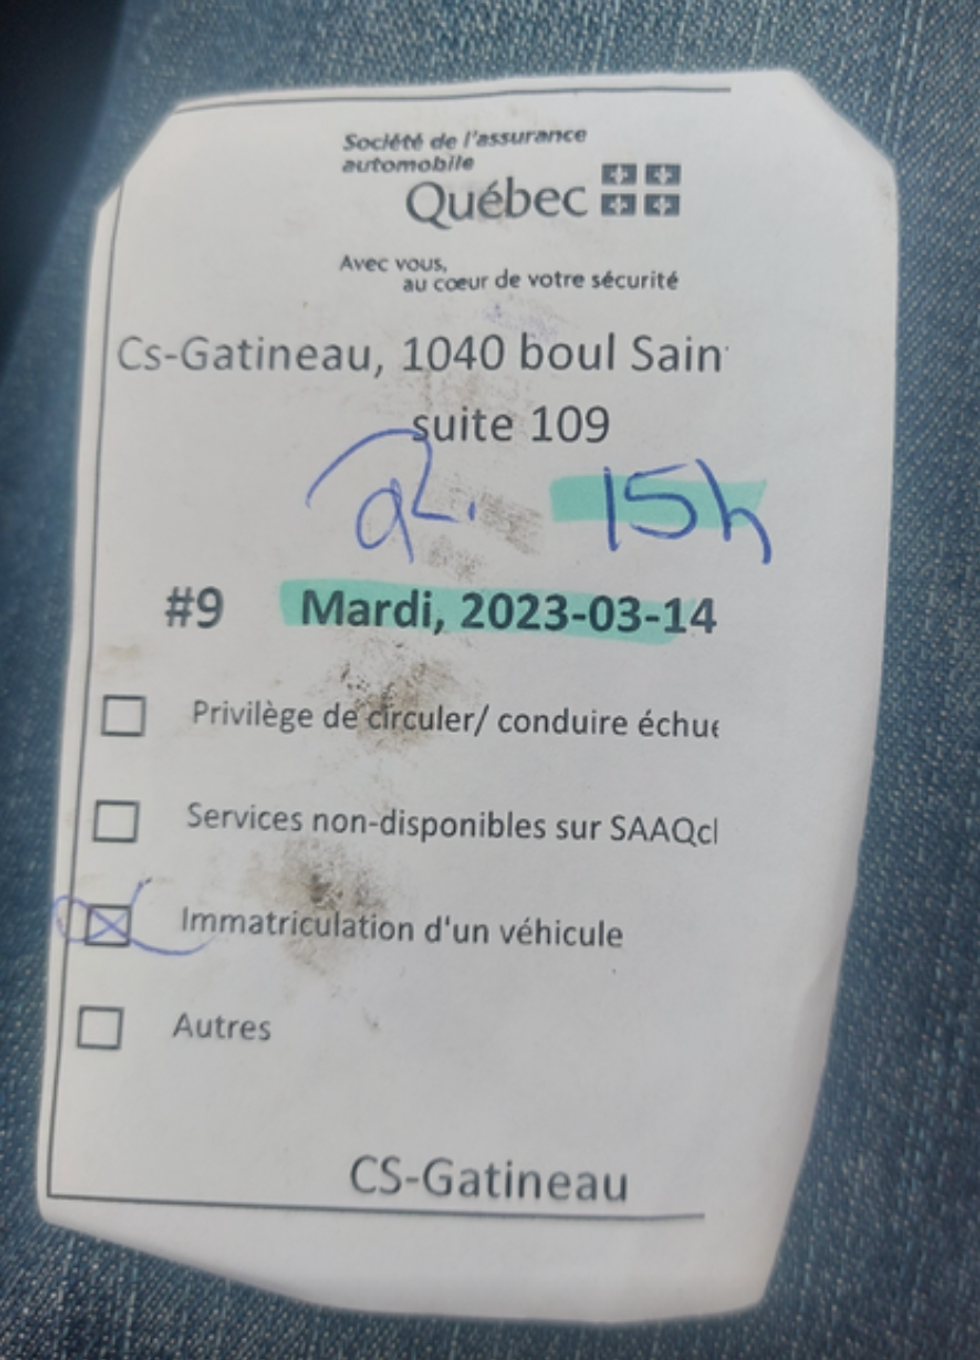 Société de l'assurance
automobile
Québec
Avec vous,
au coeur de votre sécurité
Cs-Gatineau, 1040 boul Sain
suite 109
15h
#9 Mardi, 2023-03-14
Privilège de circuler/ conduire échue
Services non-disponibles sur SAAQcl
Immatriculation d'un véhicule
Autres
CS-Gatineau